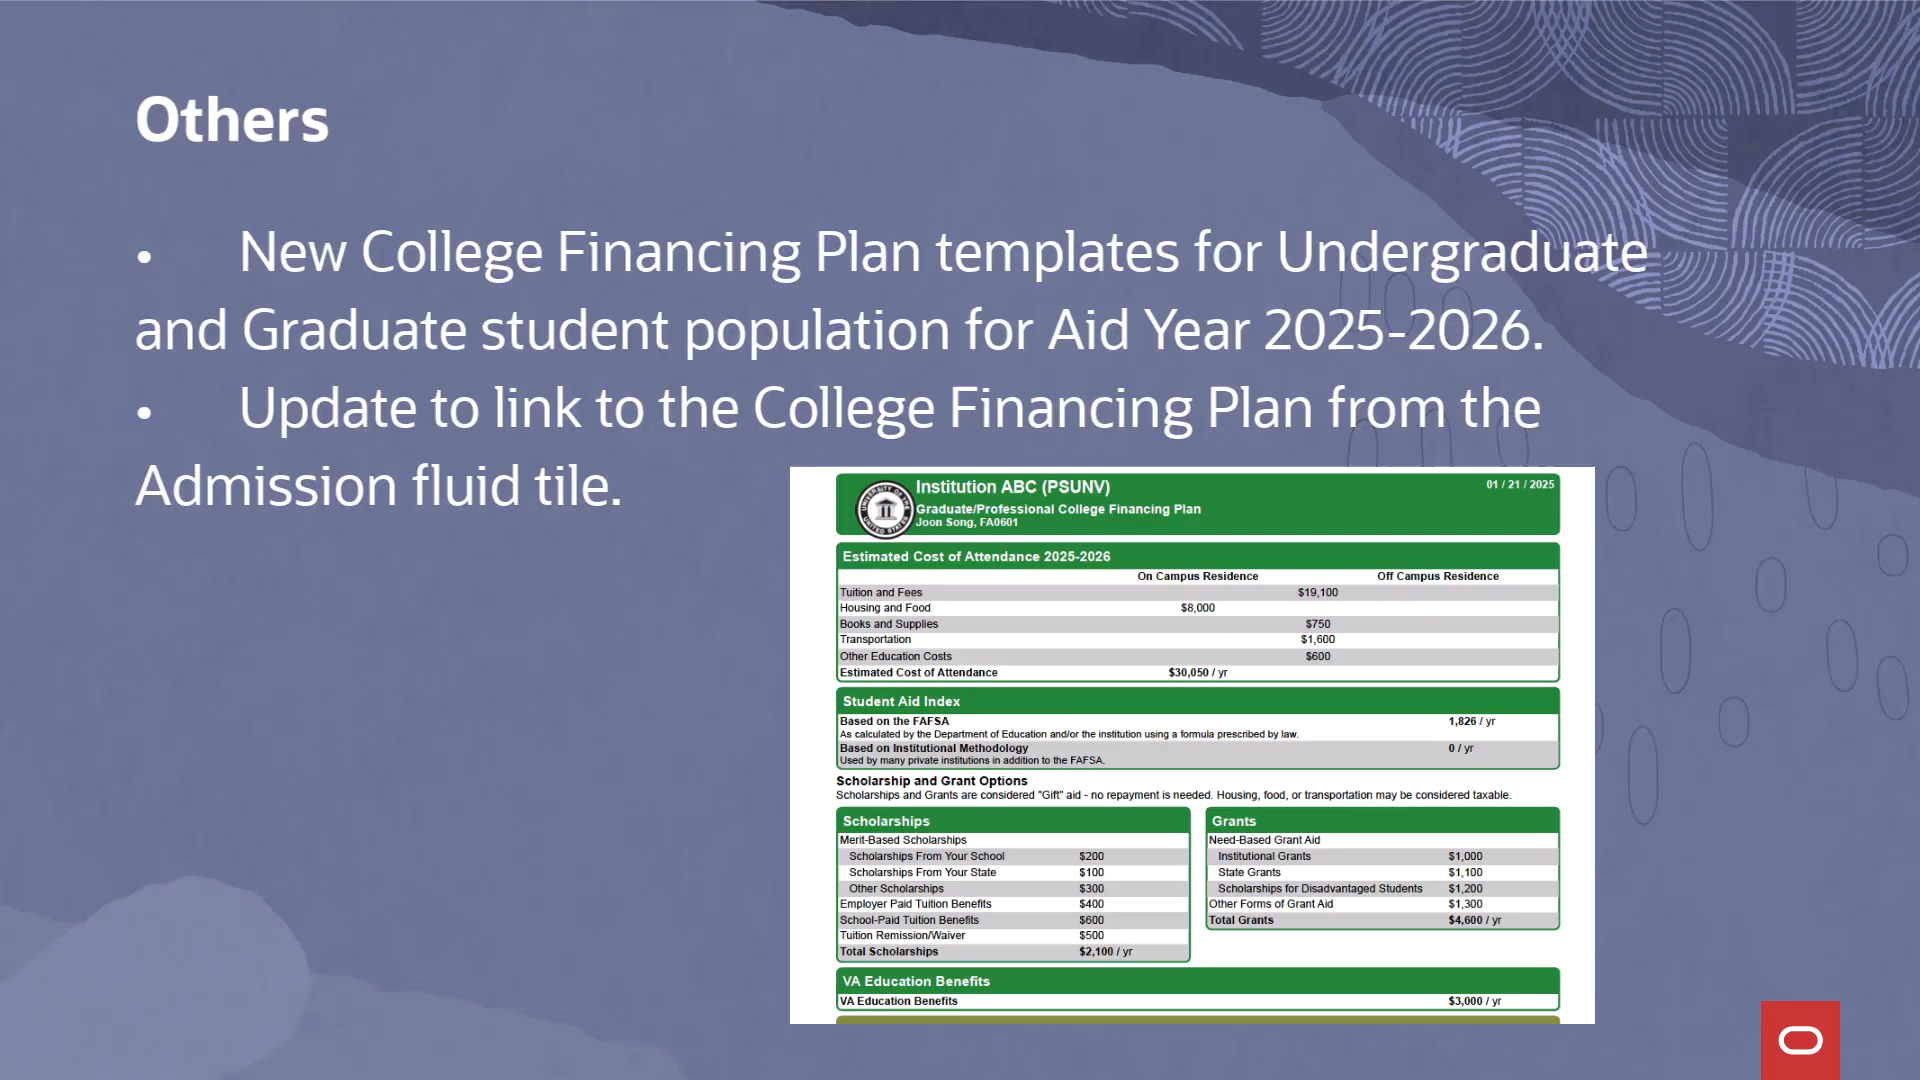 Others
• New College Financing Plan templates for Undergraduate
and Graduate student population for Aid Year 2025-2026.
• Update to link to the College Financing Plan from the
Admission fluid tile.
Institution ABC (PSUNV) 01 / 21 / 2025
Graduate/Professional College Financing Plan
Joon Song, FA0601
UNIVERSITY OF THE UNITED STATES
Estimated Cost of Attendance 2025-2026
On Campus Residence Off Campus Residence
Tuition and Fees $19,100
Housing and Food $8,000
Books and Supplies $750
Transportation $1,600
Other Education Costs $600
Estimated Cost of Attendance $30,050 / yr
Student Aid Index
Based on the FAFSA 1,826 / yr
As calculated by the Department of Education and/or the institution using a formula prescribed by law.
Based on Institutional Methodology 0 / yr
Used by many private institutions in addition to the FAFSA.
Scholarship and Grant Options
Scholarships and Grants are considered "Gift" aid - no repayment is needed. Housing, food, or transportation may be considered taxable.
Scholarships
Merit-Based Scholarships
Scholarships From Your School $200
Scholarships From Your State $100
Other Scholarships $300
Employer Paid Tuition Benefits $400
School-Paid Tuition Benefits $600
Tuition Remission/Waiver $500
Total Scholarships $2,100 / yr
Grants
Need-Based Grant Aid
Institutional Grants $1,000
State Grants $1,100
Scholarships for Disadvantaged Students $1,200
Other Forms of Grant Aid $1,300
Total Grants $4,600 / yr
VA Education Benefits
VA Education Benefits $3,000 / yr